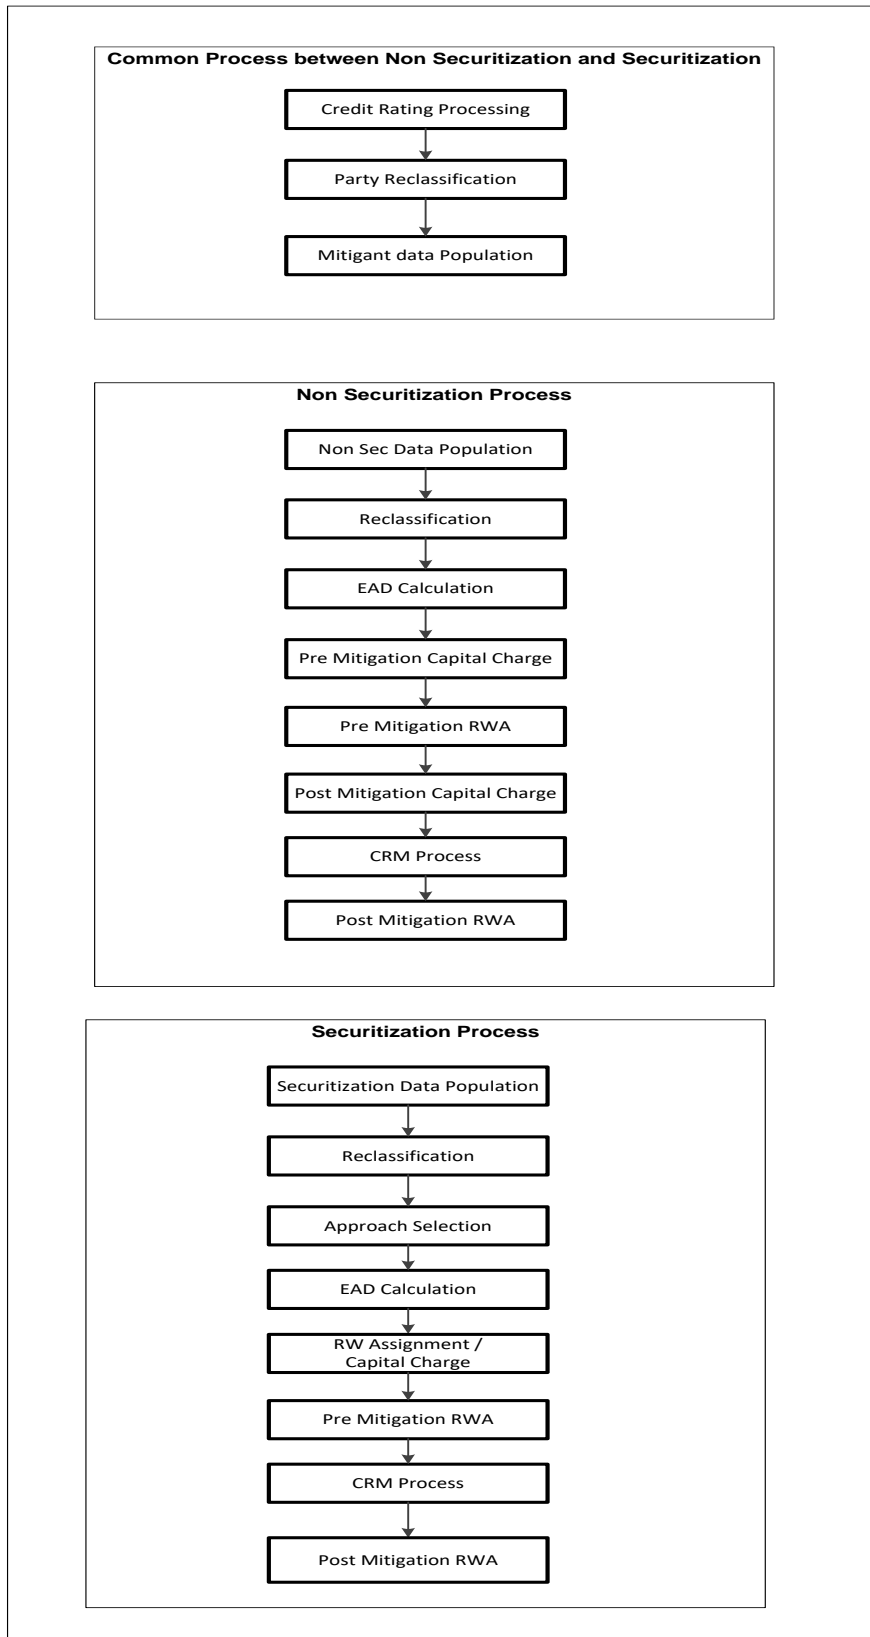 Common Process between Non Securitization and Securitization
Credit Rating Processing
Party Reclassification
Mitigant data Population
Non Securitization Process
Non Sec Data Population
Reclassification
EAD Calculation
Pre Mitigation Capital Charge
Pre Mitigation RWA
Post Mitigation Capital Charge
CRM Process
Post Mitigation RWA
Securitization Process
Securitization Data Population
Reclassification
Approach Selection
EAD Calculation
RW Assignment /
Capital Charge
Pre Mitigation RWA
CRM Process
Post Mitigation RWA